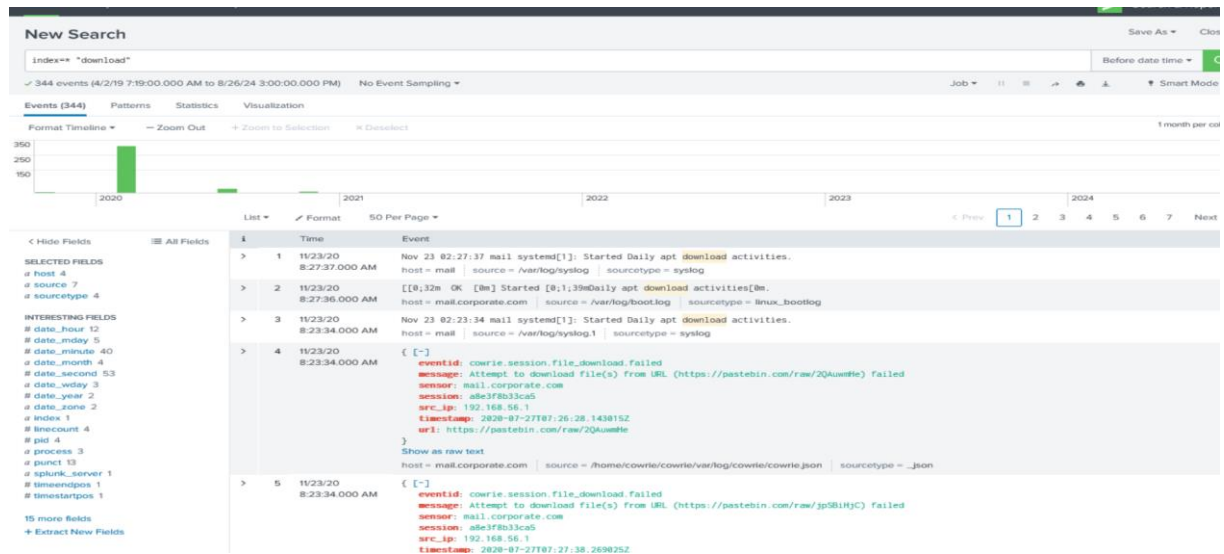 New Search
Save As ▾ Clos
index=* "download"
Before date time ▾
✓ 344 events (4/2/19 7:19:00.000 AM to 8/26/24 3:00:00.000 PM) No Event Sampling ▾
Job ▾ Smart Mode
Events (344) Patterns Statistics Visualization
Format Timeline ▾ − Zoom Out + Zoom to Selection × Deselect
1 month per col
350
250
150
2020 2021 2022 2023 2024
List ▾ Format 50 Per Page ▾
< Prev 1 2 3 4 5 6 7 Next
< Hide Fields All Fields
i Time Event
SELECTED FIELDS
a host 4
a source 7
a sourcetype 4
INTERESTING FIELDS
# date_hour 12
# date_mday 5
# date_minute 40
a date_month 4
# date_second 53
a date_wday 3
# date_year 2
a date_zone 2
a index 1
# linecount 4
# pid 4
a process 3
a punct 13
a splunk_server 1
# timeendpos 1
# timestartpos 1
15 more fields
+ Extract New Fields
> 1 11/23/20 Nov 23 02:27:37 mail systemd[1]: Started Daily apt download activities.
8:27:37.000 AM host = mail source = /var/log/syslog sourcetype = syslog
> 2 11/23/20 [[0;32m OK [0m] Started [0;1;39mDaily apt download activities[0m.
8:27:36.000 AM host = mail.corporate.com source = /var/log/boot.log sourcetype = linux_bootlog
> 3 11/23/20 Nov 23 02:23:34 mail systemd[1]: Started Daily apt download activities.
8:23:34.000 AM host = mail source = /var/log/syslog.1 sourcetype = syslog
> 4 11/23/20 { [-]
8:23:34.000 AM eventid: cowrie.session.file_download.failed
message: Attempt to download file(s) from URL (https://pastebin.com/raw/2QAuwmHe) failed
sensor: mail.corporate.com
session: a8e3f8b33ca5
src_ip: 192.168.56.1
timestamp: 2020-07-27T07:26:28.143015Z
url: https://pastebin.com/raw/2QAuwmHe
}
Show as raw text
host = mail.corporate.com source = /home/cowrie/cowrie/var/log/cowrie/cowrie.json sourcetype = _json
> 5 11/23/20 { [-]
8:23:34.000 AM eventid: cowrie.session.file_download.failed
message: Attempt to download file(s) from URL (https://pastebin.com/raw/jpSBiHjC) failed
sensor: mail.corporate.com
session: a8e3f8b33ca5
src_ip: 192.168.56.1
timestamp: 2020-07-27T07:27:38.269025Z